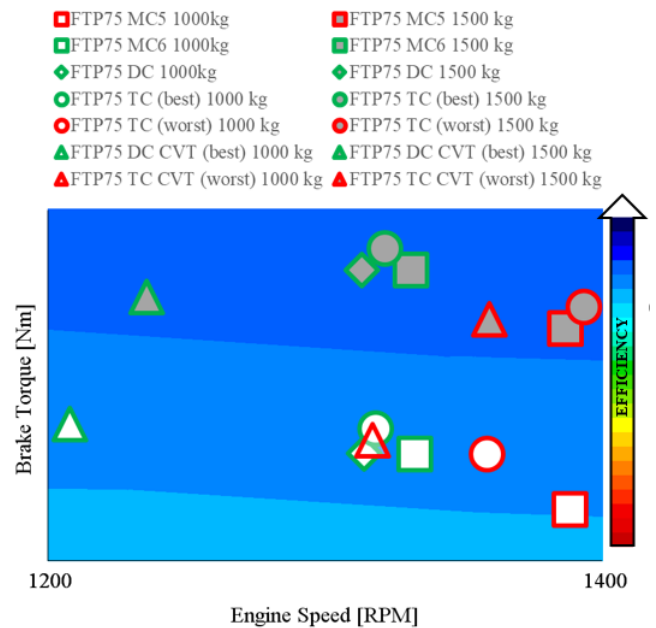 FTP75 MC5 1000kg
FTP75 MC5 1500 kg
FTP75 MC6 1000kg
FTP75 MC6 1500 kg
FTP75 DC 1000kg
FTP75 DC 1500 kg
FTP75 TC (best) 1000 kg
FTP75 TC (best) 1500 kg
FTP75 TC (worst) 1000 kg
FTP75 TC (worst) 1500 kg
FTP75 DC CVT (best) 1000 kg
FTP75 DC CVT (best) 1500 kg
FTP75 TC CVT (worst) 1000 kg
FTP75 TC CVT (worst) 1500 kg
Brake Torque [Nm]
EFFICIENCY
1200
1400
Engine Speed [RPM]